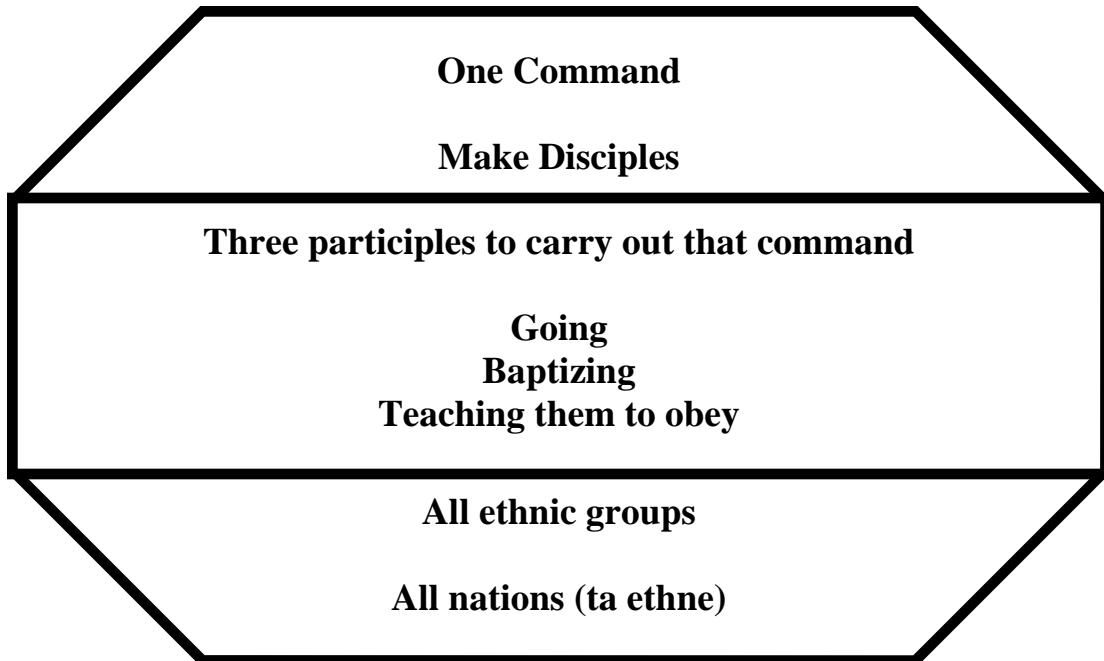 One Command
Make Disciples
Three participles to carry out that command
Going
Baptizing
Teaching them to obey
All ethnic groups
All nations (ta ethne)